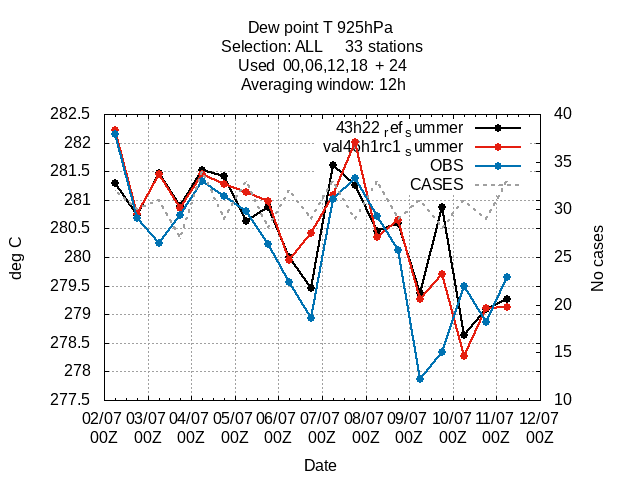 Dew point T 925hPa
Selection: ALL 33 stations
Used 00,06,12,18 + 24
Averaging window: 12h
43h22_ref_summer
val46h1rc1_summer
OBS
CASES
282.5
282
281.5
281
280.5
280
279.5
279
278.5
278
277.5
40
35
30
25
20
15
10
deg C
No cases
02/07 03/07 04/07 05/07 06/07 07/07 08/07 09/07 10/07 11/07 12/07
00Z 00Z 00Z 00Z 00Z 00Z 00Z 00Z 00Z 00Z 00Z
Date